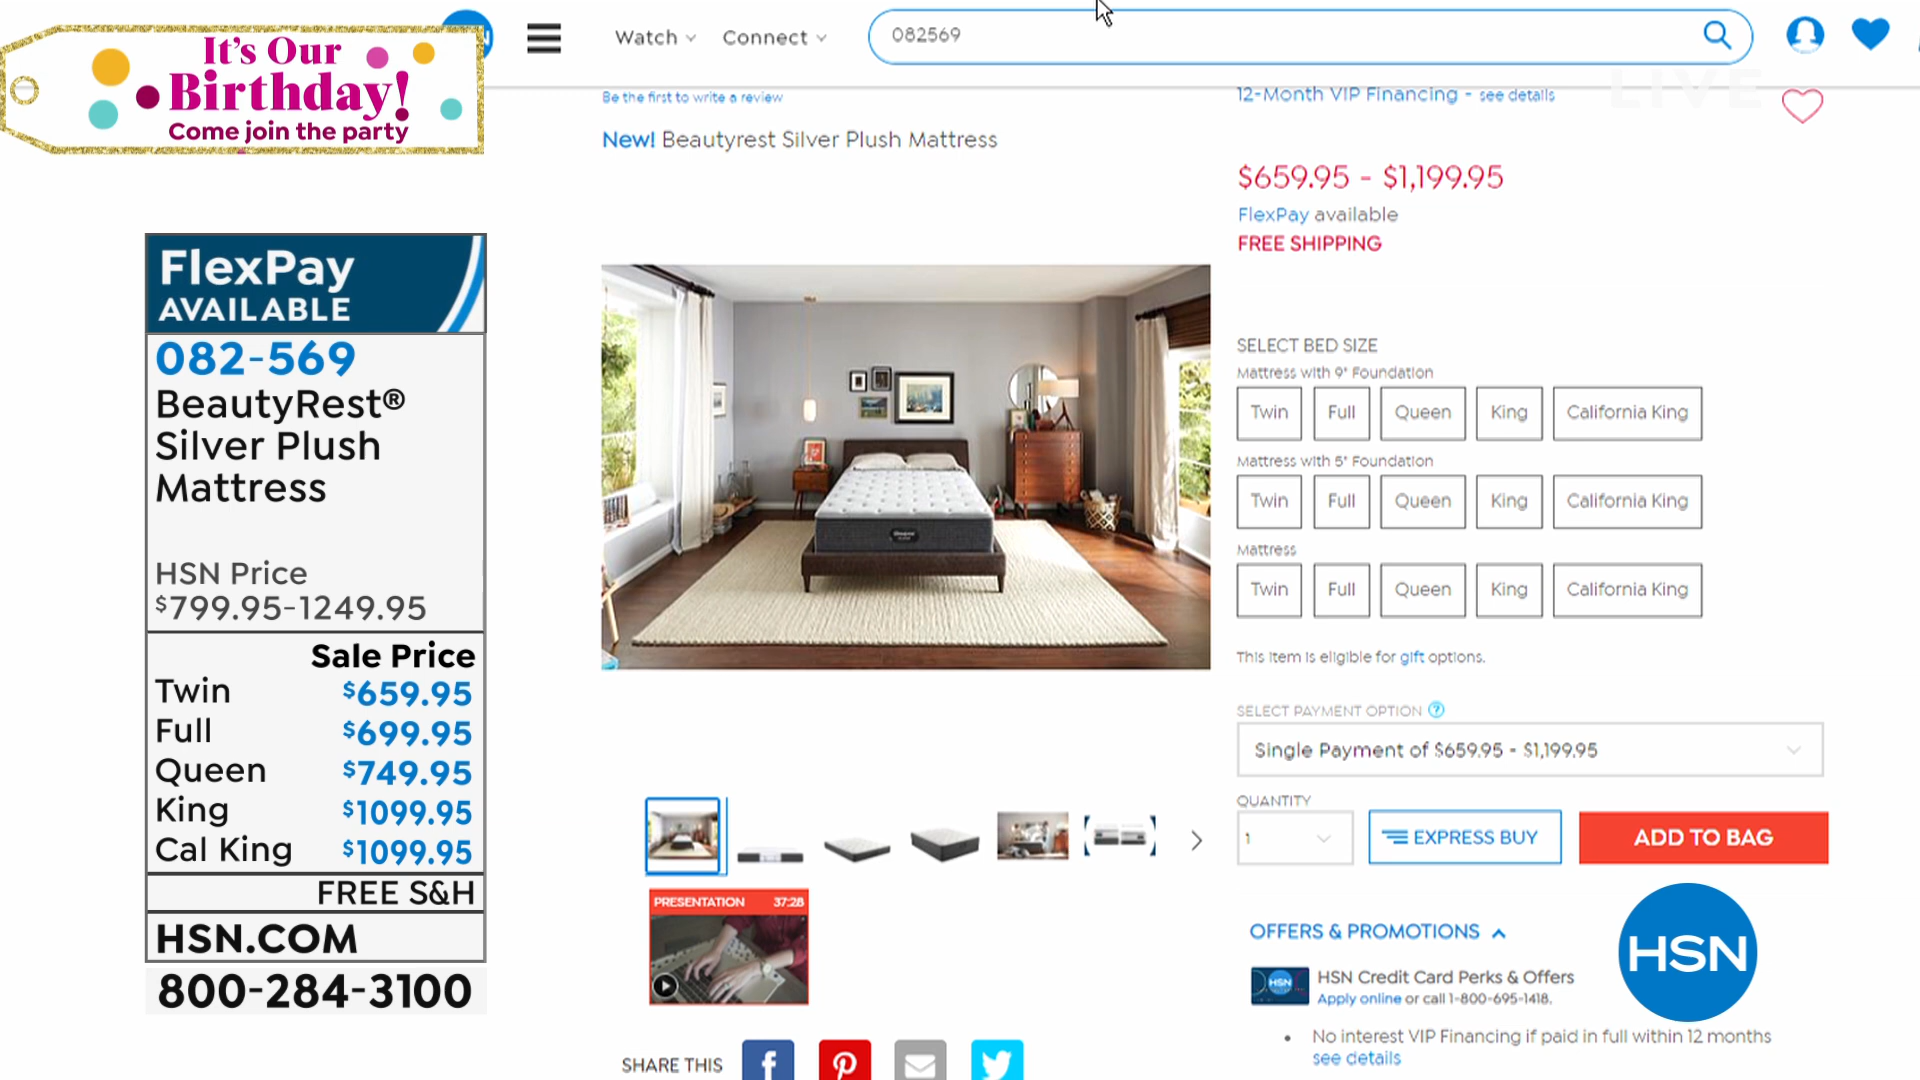 It's Our
Birthday!
Come join the party
FlexPay
AVAILABLE
082-569
BeautyRest®
Silver Plush
Mattress
HSN Price
$799.95-1249.95
Sale Price
Twin $659.95
Full $699.95
Queen $749.95
King $1099.95
Cal King $1099.95
FREE S&H
HSN.COM
800-284-3100
Watch Connect 082569
Be the first to write a review
New! Beautyrest Silver Plush Mattress
PRESENTATION 37:28
SHARE THIS
LIVE
12-Month VIP Financing - see details
$659.95 - $1,199.95
FlexPay available
FREE SHIPPING
SELECT BED SIZE
Mattress with 9" Foundation
Twin Full Queen King California King
Mattress with 5" Foundation
Twin Full Queen King California King
Mattress
Twin Full Queen King California King
This item is eligible for gift options.
SELECT PAYMENT OPTION ?
Single Payment of $659.95 - $1,199.95
QUANTITY
1 EXPRESS BUY ADD TO BAG
OFFERS & PROMOTIONS
HSN
HSN Credit Card Perks & Offers
Apply online or call 1-800-695-1418.
• No interest VIP Financing if paid in full within 12 months
see details
HSN